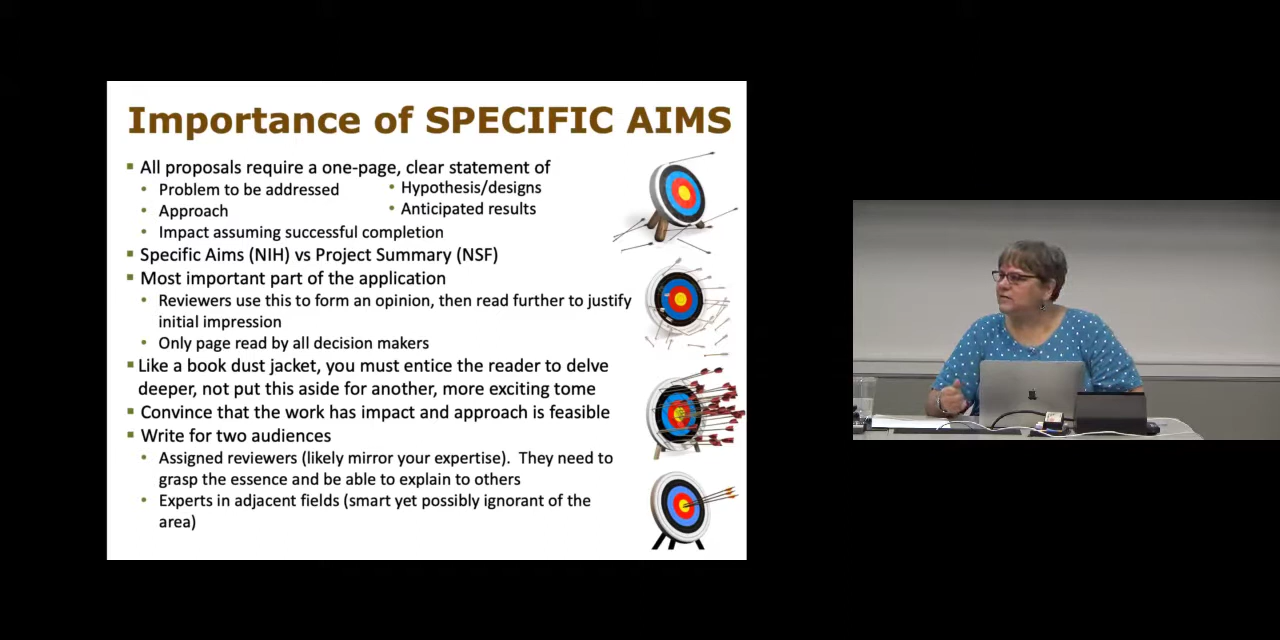 Importance of SPECIFIC AIMS
All proposals require a one-page, clear statement of
Problem to be addressed
Hypothesis/designs
Approach
Anticipated results
Impact assuming successful completion
Specific Aims (NIH) vs Project Summary (NSF)
Most important part of the application
Reviewers use this to form an opinion, then read further to justify
initial impression
Only page read by all decision makers
Like a book dust jacket, you must entice the reader to delve
deeper, not put this aside for another, more exciting tome
Convince that the work has impact and approach is feasible
Write for two audiences
Assigned reviewers (likely mirror your expertise). They need to
grasp the essence and be able to explain to others
Experts in adjacent fields (smart yet possibly ignorant of the
area)